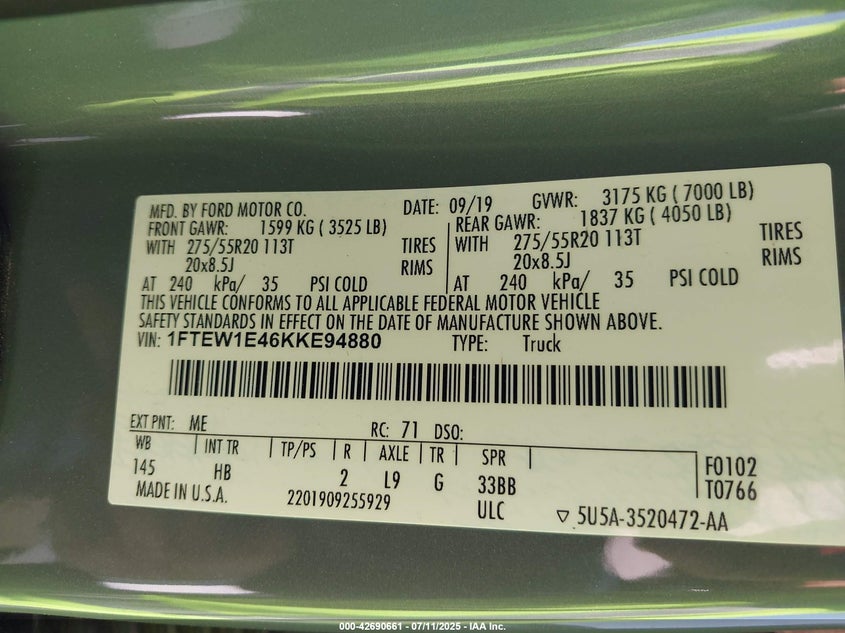 MFD. BY FORD MOTOR CO. DATE: 09/19 GVWR: 3175 KG ( 7000 LB)
FRONT GAWR: 1599 KG ( 3525 LB) REAR GAWR: 1837 KG ( 4050 LB)
WITH 275/55R20 113T TIRES WITH 275/55R20 113T TIRES
20x8.5J RIMS 20x8.5J RIMS
AT 240 kPa/ 35 PSI COLD AT 240 kPa/ 35 PSI COLD
THIS VEHICLE CONFORMS TO ALL APPLICABLE FEDERAL MOTOR VEHICLE
SAFETY STANDARDS IN EFFECT ON THE DATE OF MANUFACTURE SHOWN ABOVE.
VIN: 1FTEW1E46KKE94880 TYPE: Truck
EXT PNT: ME RC: 71 DSO:
WB INT TR TP/PS R AXLE TR SPR
145 HB 2 L9 G 33BB F0102
T0766
MADE IN U.S.A. 2201909255929 ULC ▽ 5U5A-3520472-AA
000-42690661 - 07/11/2025 - IAA Inc.